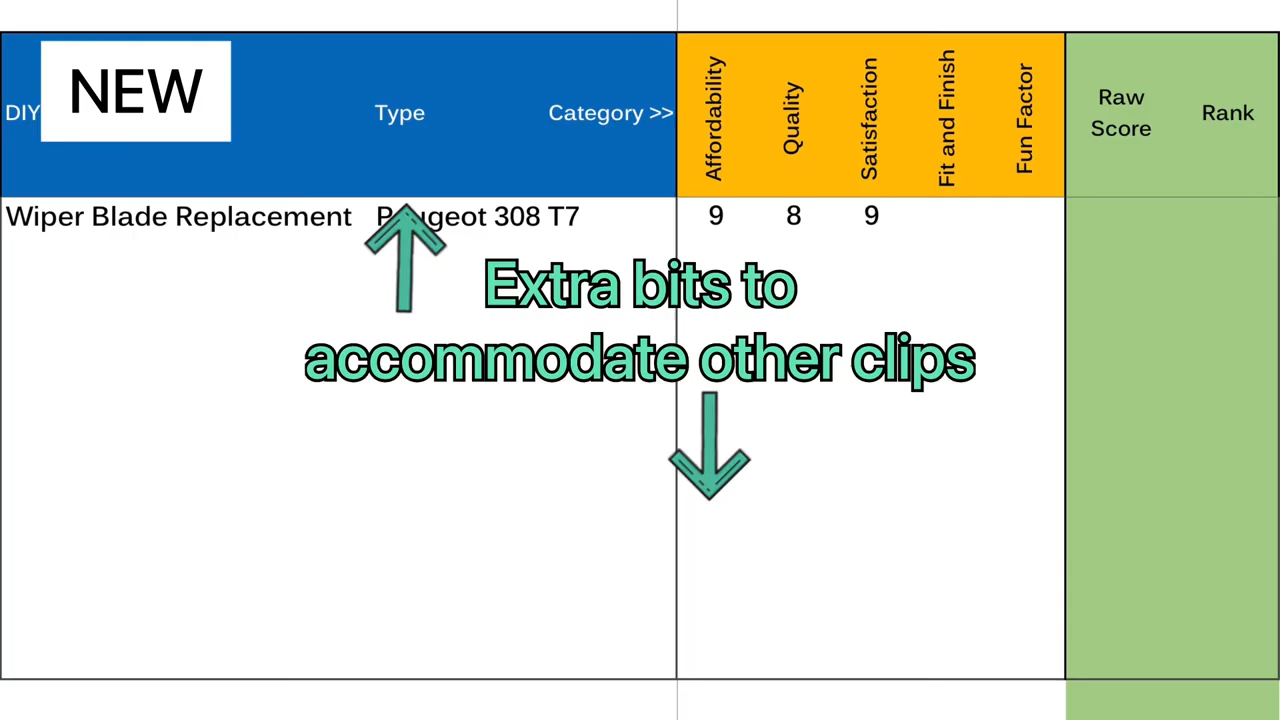 NEW
DIY
Type
Category >>
Affordability
Quality
Satisfaction
Fit and Finish
Fun Factor
Raw
Score
Rank
Wiper Blade Replacement
Peugeot 308 T7
9
8
9
Extra bits to
accommodate other clips